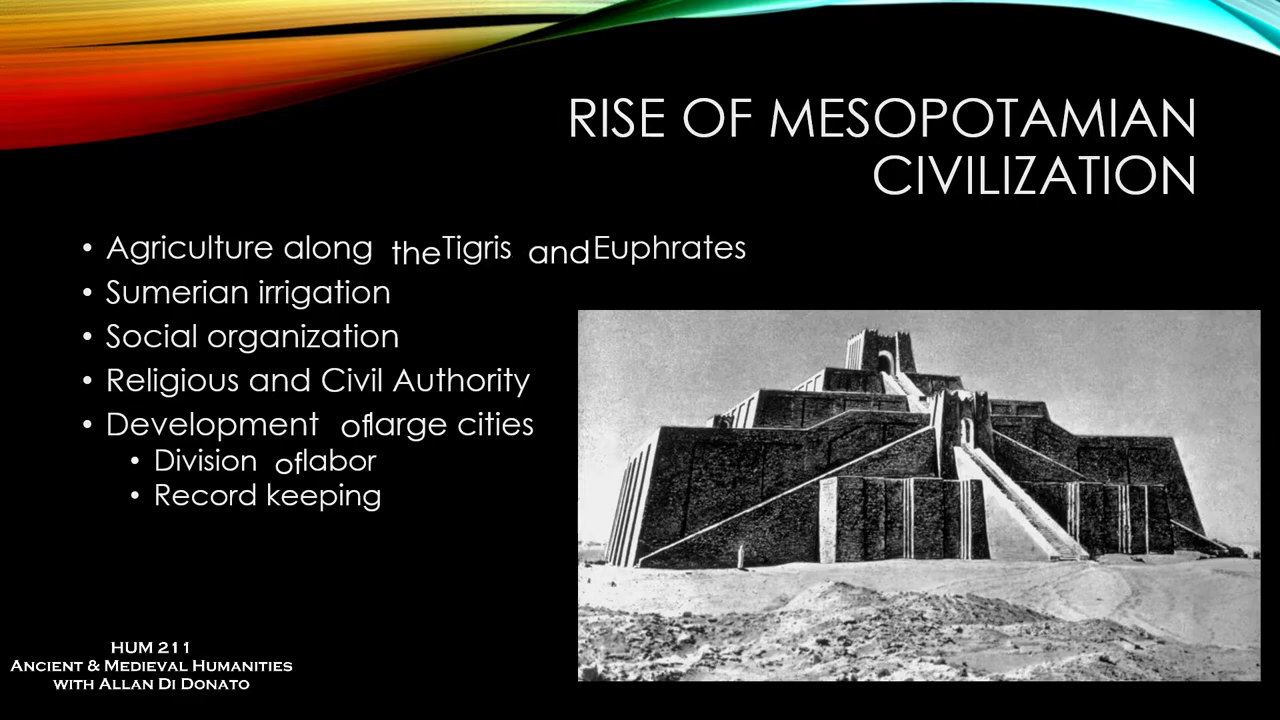 RISE OF MESOPOTAMIAN
CIVILIZATION
• Agriculture along the Tigris and Euphrates
• Sumerian irrigation
• Social organization
• Religious and Civil Authority
• Development of large cities
• Division of labor
• Record keeping
HUM 211
Ancient & Medieval Humanities
with Allan Di Donato